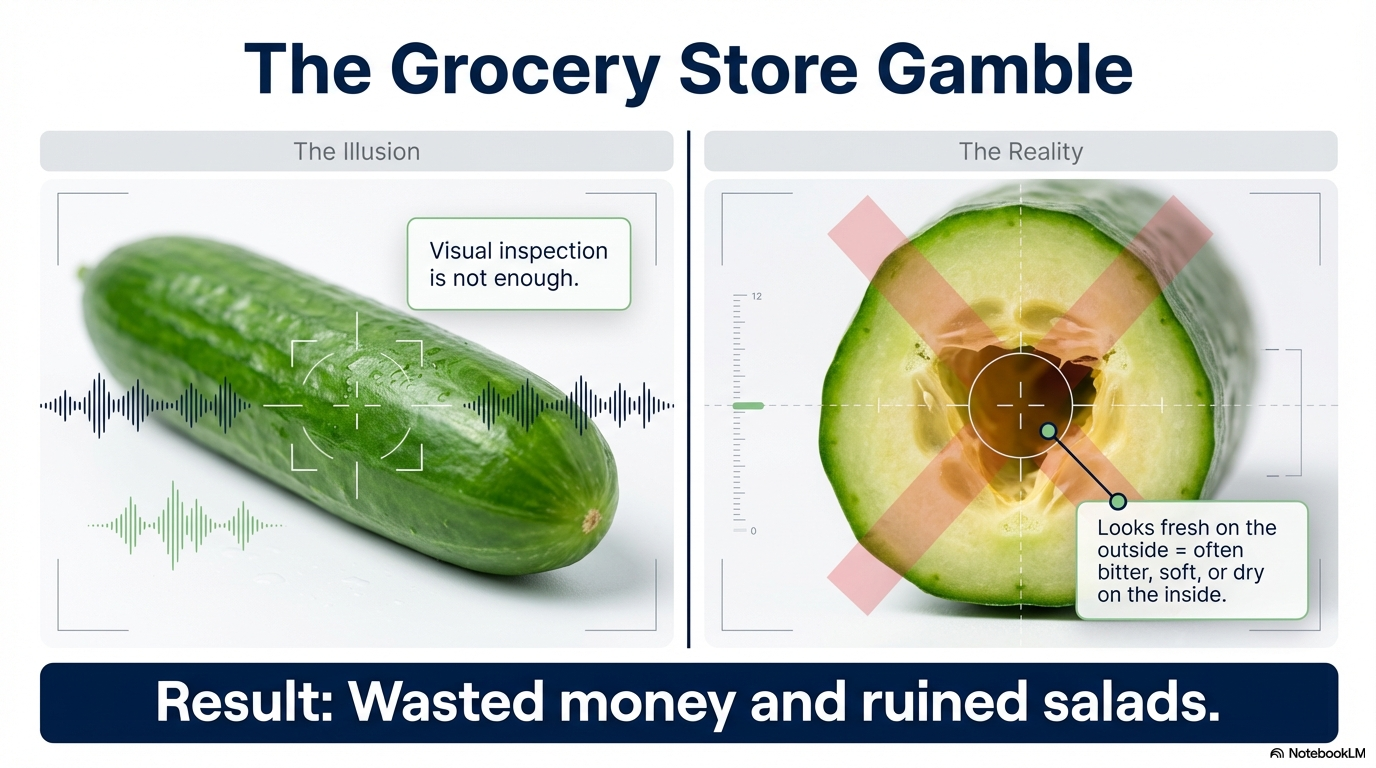 The Grocery Store Gamble
The Illusion
Visual inspection
is not enough.
The Reality
12
0
Looks fresh on the
outside = often
bitter, soft, or dry
on the inside.
Result: Wasted money and ruined salads.
NotebookLM